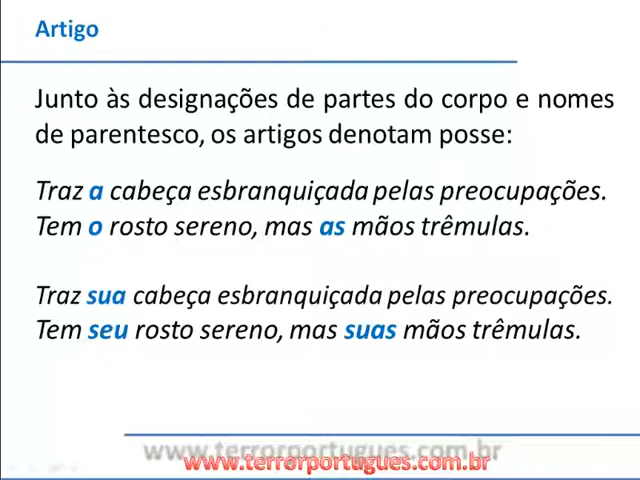 Artigo
Junto às designações de partes do corpo e nomes
de parentesco, os artigos denotam posse:
Traz a cabeça esbranquiçada pelas preocupações.
Tem o rosto sereno, mas as mãos trêmulas.
Traz sua cabeça esbranquiçada pelas preocupações.
Tem seu rosto sereno, mas suas mãos trêmulas.
www.terrorportugues.com.br
www.terrorportugues.com.br